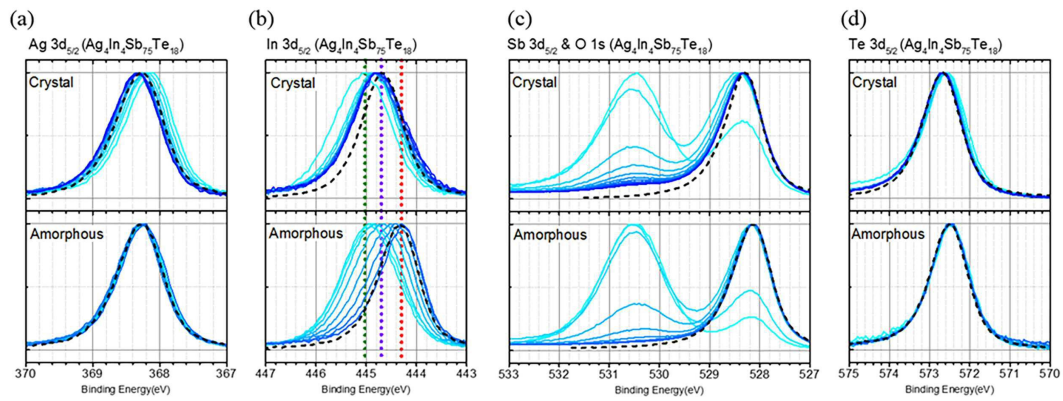 (a)
Ag 3d5/2 (Ag4In4Sb75Te18)
Crystal
Amorphous
370 369 368 367
Binding Energy(eV)
(b)
In 3d5/2 (Ag4In4Sb75Te18)
Crystal
Amorphous
447 446 445 444 443
Binding Energy(eV)
(c)
Sb 3d5/2 & O 1s (Ag4In4Sb75Te18)
Crystal
Amorphous
533 532 531 530 529 528 527
Binding Energy(eV)
(d)
Te 3d5/2 (Ag4In4Sb75Te18)
Crystal
Amorphous
575 574 573 572 571 570
Binding Energy(eV)